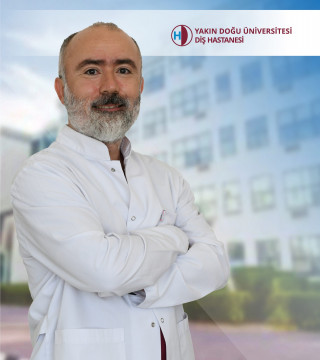 H
YAKIN DOĞU ÜNİVERSİTESİ
DİŞ HASTANESİ